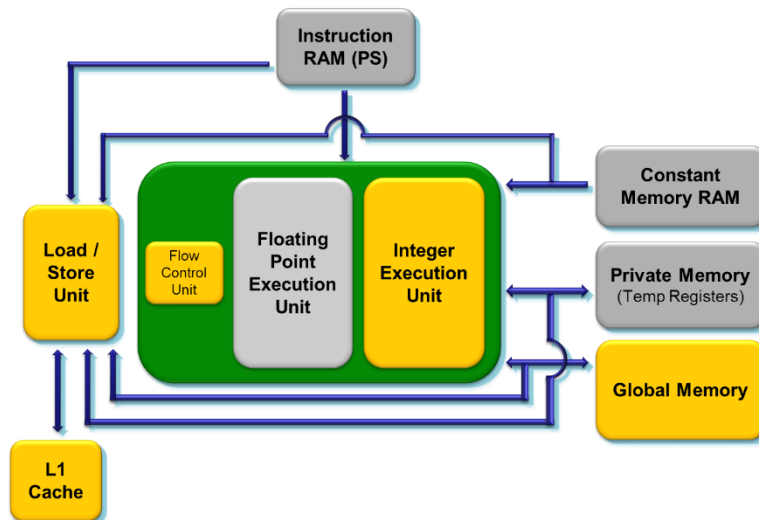 Instruction
RAM (PS)
Constant
Memory RAM
Load /
Store
Unit
Flow
Control
Unit
Floating
Point
Execution
Unit
Integer
Execution
Unit
Private Memory
(Temp Registers)
Global Memory
L1
Cache